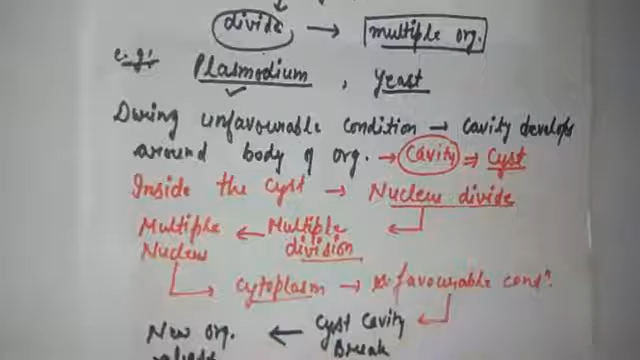 divide → multiple org.
e.g: Plasmodium, Yeast
During unfavourable condition → cavity develops
around body of org. → Cavity ⇒ Cyst
Inside the cyst → Nucleus divide
Multiple Nucleus ← Multiple division
cytoplasm → favourable condⁿ.
New org. ← Cyst Cavity Break